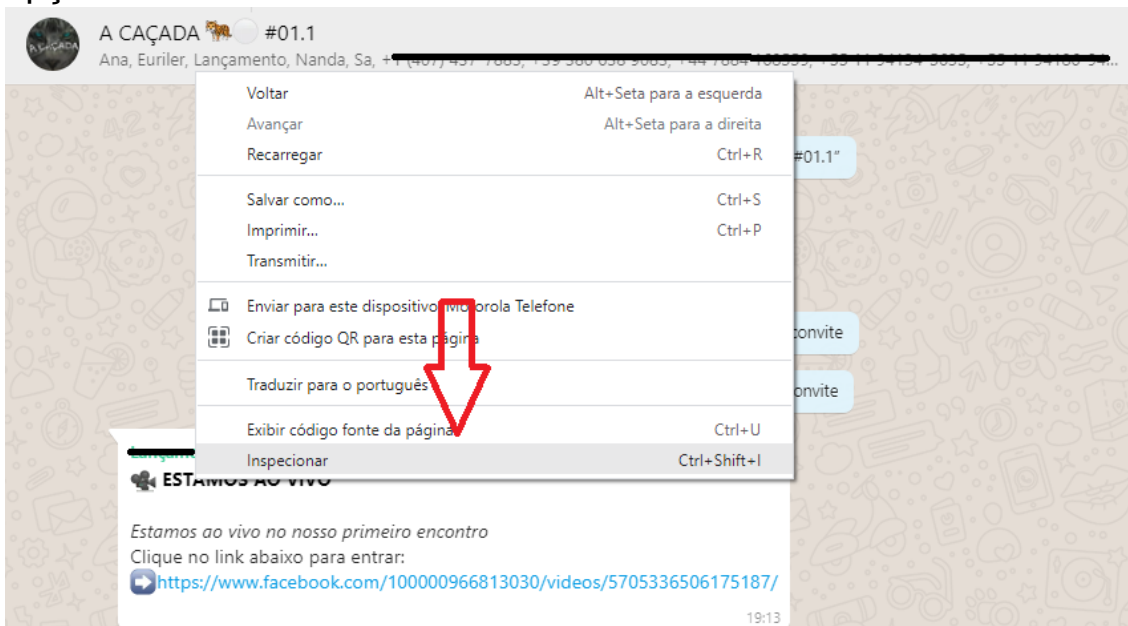 A CAÇADA 🐅⚪ #01.1
Ana, Euriler, Lançamento, Nanda, Sa,
Voltar Alt+Seta para a esquerda
Avançar Alt+Seta para a direita
Recarregar Ctrl+R
#01.1"
Salvar como... Ctrl+S
Imprimir... Ctrl+P
Transmitir...
Enviar para este dispositivo: Motorola Telefone
Criar código QR para esta página
convite
Traduzir para o português
onvite
Exibir código fonte da página Ctrl+U
Inspecionar Ctrl+Shift+I
🎥 ESTAMOS AO VIVO
Estamos ao vivo no nosso primeiro encontro
Clique no link abaixo para entrar:
➡https://www.facebook.com/100000966813030/videos/5705336506175187/
19:13